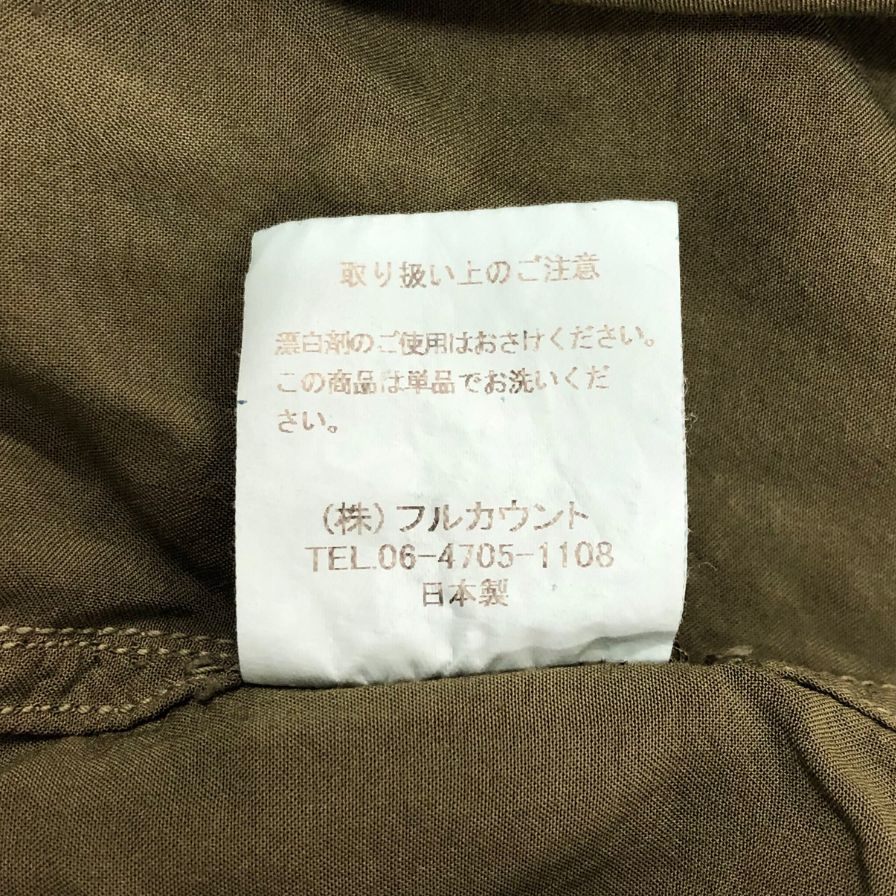 取り扱い上のご注意
漂白剤のご使用はおさけください。
この商品は単品でお洗いくだ
さい。
（株）フルカウント
TEL.06-4705-1108
日本製